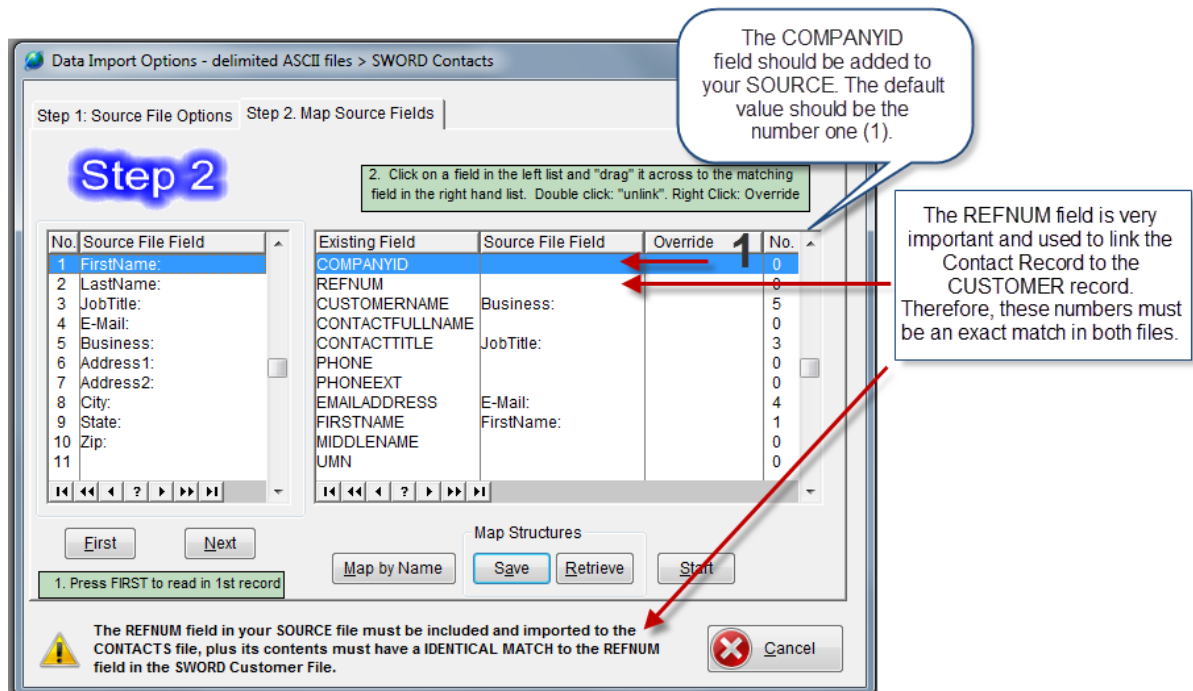 The COMPANYID
field should be added to
your SOURCE. The default
value should be the
number one (1).
Data Import Options - delimited ASCII files > SWORD Contacts
Step 1: Source File Options Step 2. Map Source Fields
Step 2
2. Click on a field in the left list and "drag" it across to the matching
field in the right hand list. Double click: "unlink". Right Click: Override
The REFNUM field is very
important and used to link the
Contact Record to the
CUSTOMER record.
Therefore, these numbers must
be an exact match in both files.
No. Source File Field
1 FirstName:
2 LastName:
3 JobTitle:
4 E-Mail:
5 Business:
6 Address1:
7 Address2:
8 City:
9 State:
10 Zip:
11
Existing Field Source File Field Override No.
COMPANYID 1 0
REFNUM 0
CUSTOMERNAME Business: 5
CONTACTFULLNAME 0
CONTACTTITLE JobTitle: 3
PHONE 0
PHONEEXT 0
EMAILADDRESS E-Mail: 4
FIRSTNAME FirstName: 1
MIDDLENAME 0
UMN 0
?
?
First Next
1. Press FIRST to read in 1st record
Map Structures
Map by Name Save Retrieve Start
The REFNUM field in your SOURCE file must be included and imported to the
CONTACTS file, plus its contents must have a IDENTICAL MATCH to the REFNUM
field in the SWORD Customer File.
Cancel